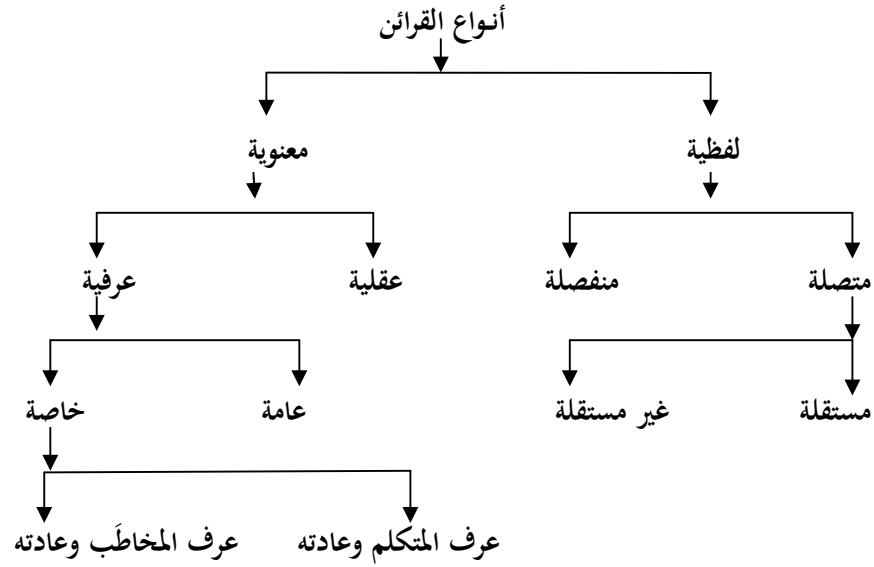 أنواع القرائن
لفظية معنوية
متصلة منفصلة عقلية عرفية
مستقلة غير مستقلة عامة خاصة
عرف المتكلم وعادته عرف المخاطَب وعادته